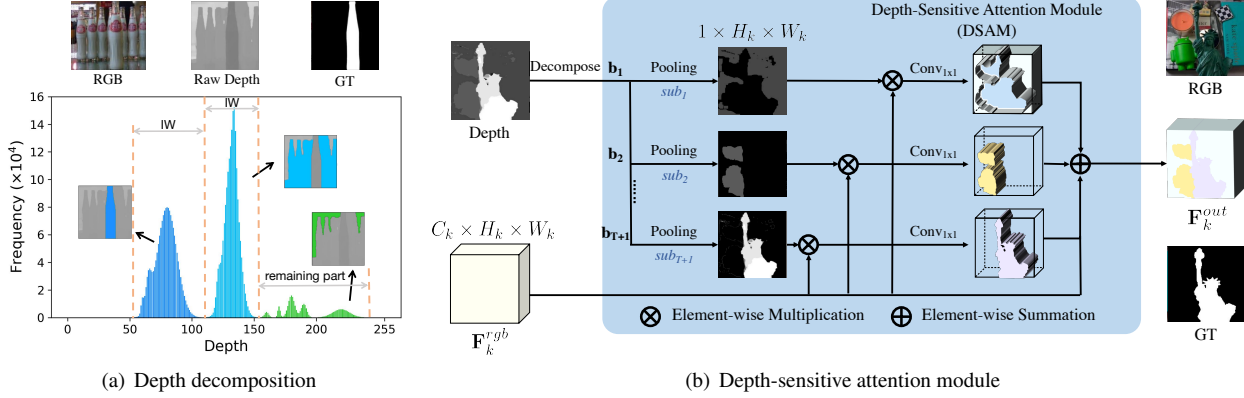 RGB
Raw Depth
GT
Frequency (×10⁴)
16
14
12
10
8
6
4
2
0
IW
IW
remaining part
0
50
100
150
200
255
Depth
(a) Depth decomposition
Depth-Sensitive Attention Module
(DSAM)
1 × H_k × W_k
Depth
Decompose
b₁
Pooling
sub₁
Conv₁ₓ₁
b₂
Pooling
sub₂
Conv₁ₓ₁
b_{T+1}
Pooling
sub_{T+1}
Conv₁ₓ₁
C_k × H_k × W_k
F_k^{rgb}
Element-wise Multiplication
Element-wise Summation
RGB
F_k^{out}
GT
(b) Depth-sensitive attention module